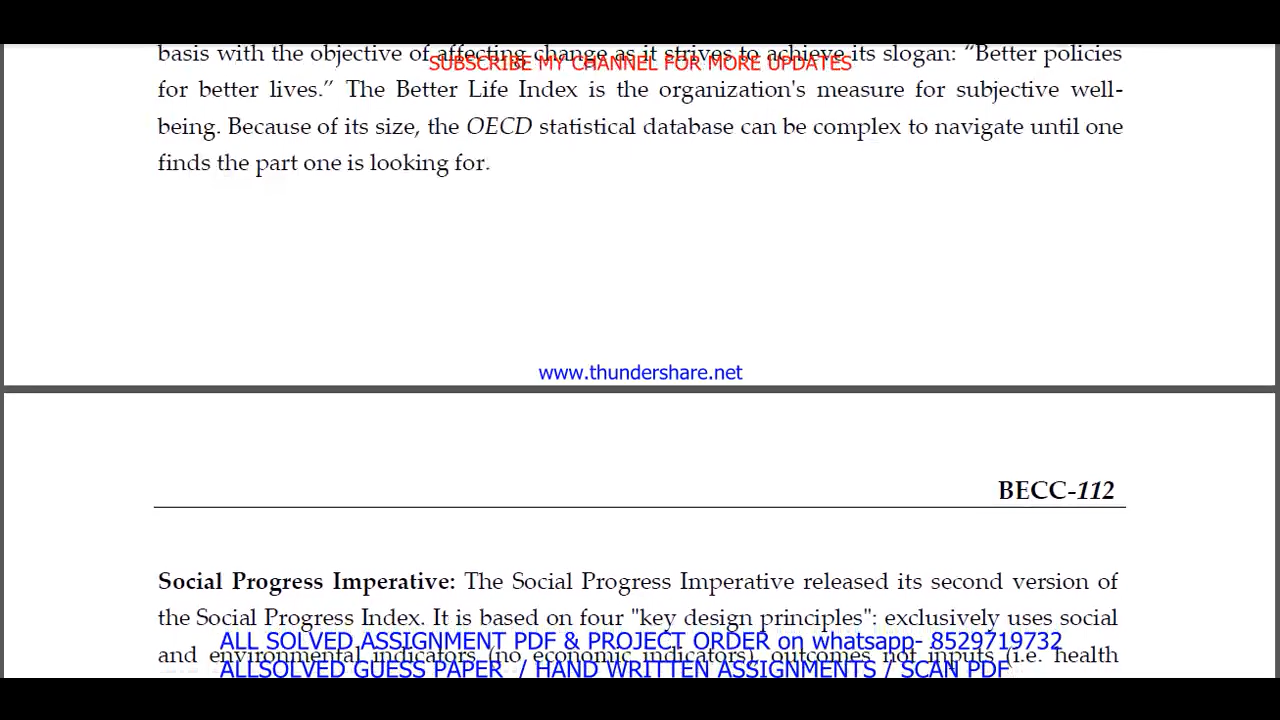 basis with the objective of affecting change as it strives to achieve its slogan: “Better policies
SUBSCRIBE MY CHANNEL FOR MORE UPDATES
for better lives.” The Better Life Index is the organization's measure for subjective well-
being. Because of its size, the OECD statistical database can be complex to navigate until one
finds the part one is looking for.
www.thundershare.net
BECC-112
Social Progress Imperative: The Social Progress Imperative released its second version of
the Social Progress Index. It is based on four "key design principles": exclusively uses social
ALL SOLVED ASSIGNMENT PDF & PROJECT ORDER on whatsapp- 8529719732
and environmental indicators (no economic indicators), outcomes not inputs (i.e. health
ALLSOLVED GUESS PAPER / HAND WRITTEN ASSIGNMENTS / SCAN PDF